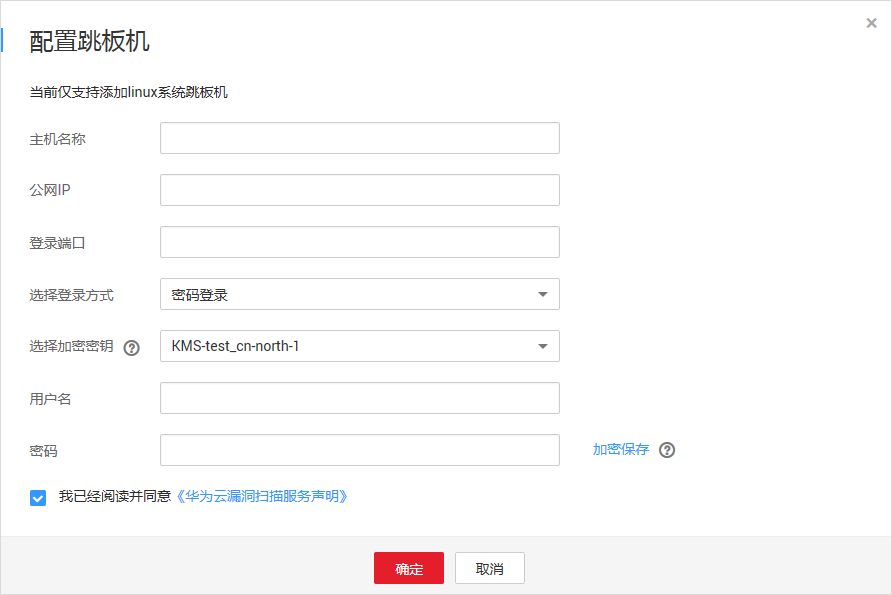 配置跳板机
×
当前仅支持添加linux系统跳板机
主机名称
公网IP
登录端口
选择登录方式 密码登录
选择加密密钥 ? KMS-test_cn-north-1
用户名
密码 加密保存 ?
我已经阅读并同意《华为云漏洞扫描服务声明》
确定 取消